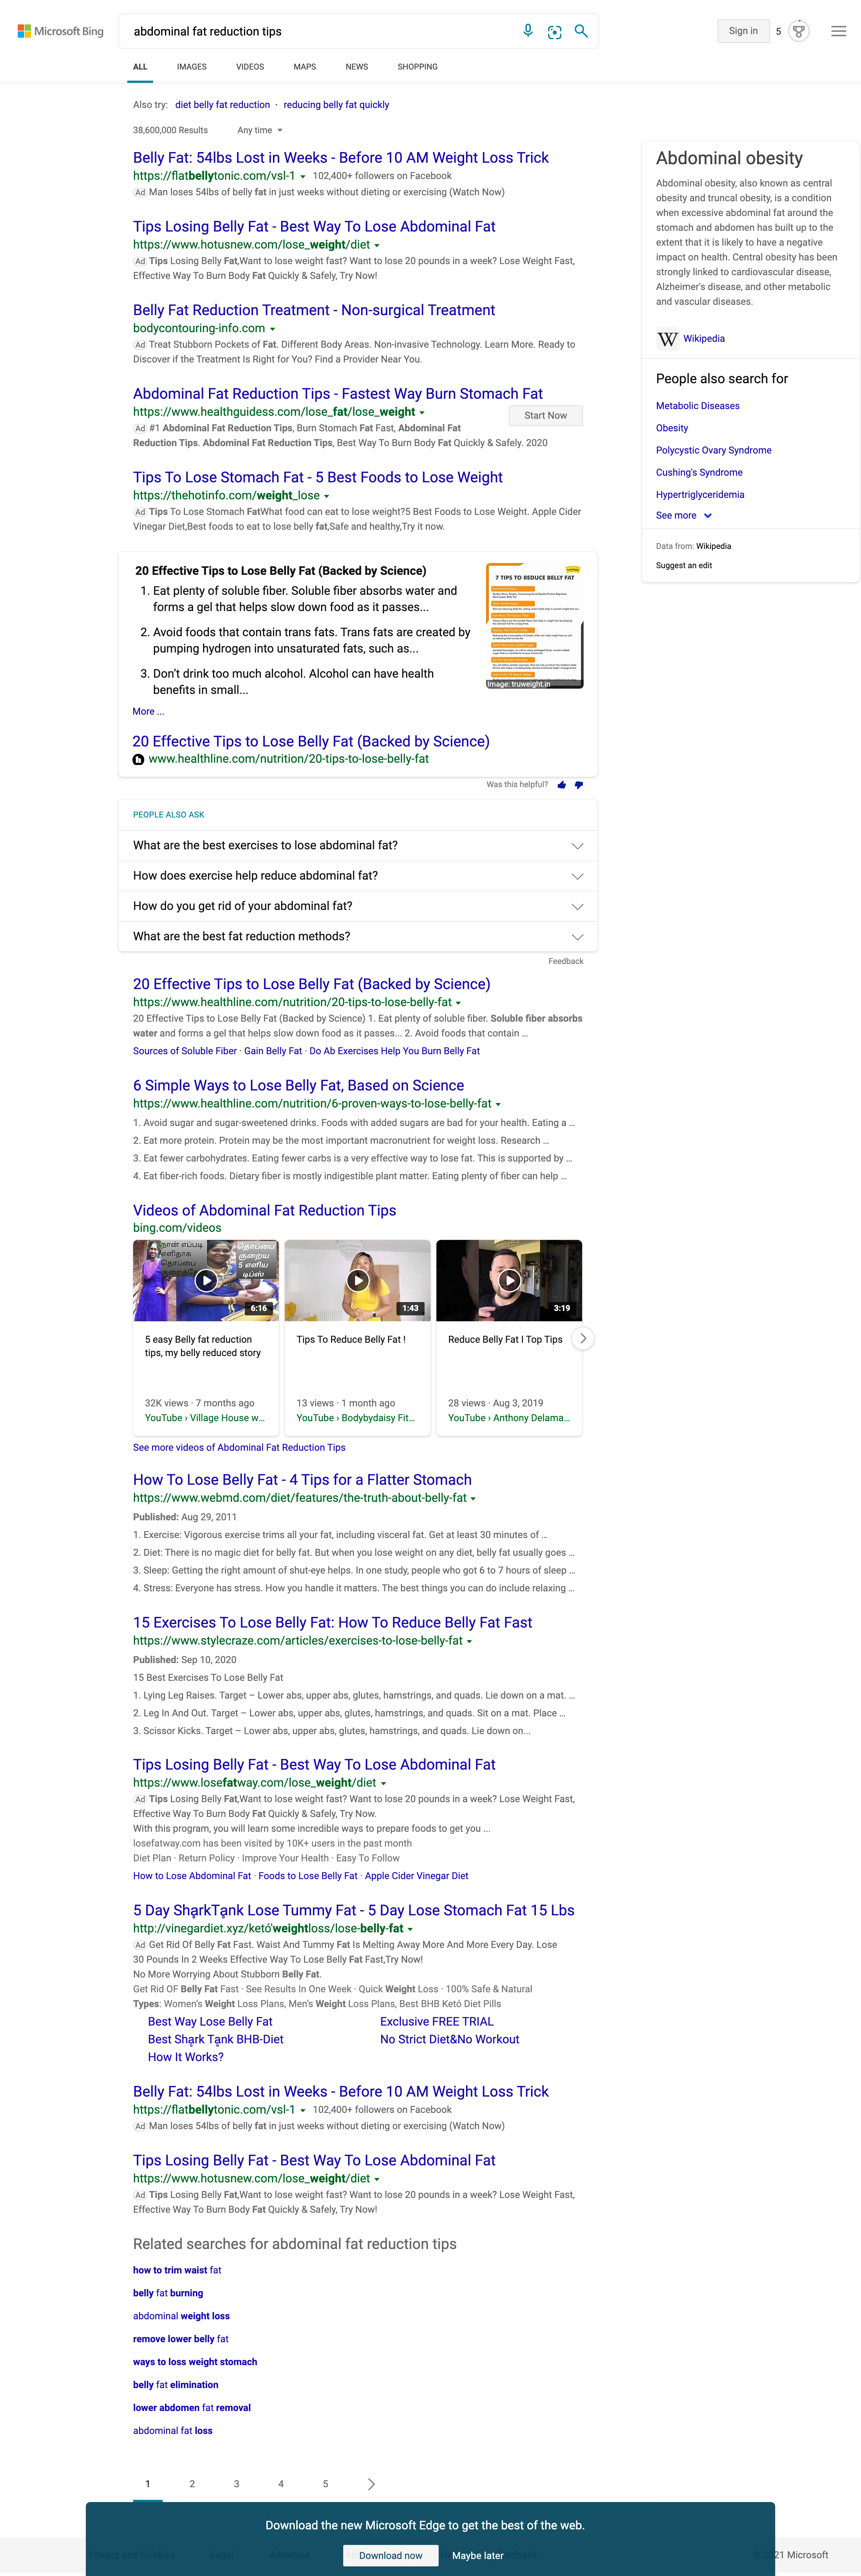 Microsoft Bing
abdominal fat reduction tips
Sign in
5
ALL
IMAGES
VIDEOS
MAPS
NEWS
SHOPPING
Also try: diet belly fat reduction · reducing belly fat quickly
38,600,000 Results
Any time
Belly Fat: 54lbs Lost in Weeks - Before 10 AM Weight Loss Trick
https://flatbellytonic.com/vsl-1 102,400+ followers on Facebook
Ad Man loses 54lbs of belly fat in just weeks without dieting or exercising (Watch Now)
Tips Losing Belly Fat - Best Way To Lose Abdominal Fat
https://www.hotusnew.com/lose_weight/diet
Ad Tips Losing Belly Fat,Want to lose weight fast? Want to lose 20 pounds in a week? Lose Weight Fast,
Effective Way To Burn Body Fat Quickly & Safely, Try Now!
Belly Fat Reduction Treatment - Non-surgical Treatment
bodycontouring-info.com
Ad Treat Stubborn Pockets of Fat. Different Body Areas. Non-invasive Technology. Learn More. Ready to
Discover if the Treatment Is Right for You? Find a Provider Near You.
Abdominal Fat Reduction Tips - Fastest Way Burn Stomach Fat
https://www.healthguidess.com/lose_fat/lose_weight
Start Now
Ad #1 Abdominal Fat Reduction Tips, Burn Stomach Fat Fast, Abdominal Fat
Reduction Tips. Abdominal Fat Reduction Tips, Best Way To Burn Body Fat Quickly & Safely. 2020
Tips To Lose Stomach Fat - 5 Best Foods to Lose Weight
https://thehotinfo.com/weight_lose
Ad Tips To Lose Stomach FatWhat food can eat to lose weight?5 Best Foods to Lose Weight. Apple Cider
Vinegar Diet,Best foods to eat to lose belly fat,Safe and healthy,Try it now.
20 Effective Tips to Lose Belly Fat (Backed by Science)
1. Eat plenty of soluble fiber. Soluble fiber absorbs water and
forms a gel that helps slow down food as it passes...
2. Avoid foods that contain trans fats. Trans fats are created by
pumping hydrogen into unsaturated fats, such as...
3. Don't drink too much alcohol. Alcohol can have health
benefits in small...
7 TIPS TO REDUCE BELLY FAT
Image: truweight.in
More ...
20 Effective Tips to Lose Belly Fat (Backed by Science)
www.healthline.com/nutrition/20-tips-to-lose-belly-fat
Was this helpful?
PEOPLE ALSO ASK
What are the best exercises to lose abdominal fat?
How does exercise help reduce abdominal fat?
How do you get rid of your abdominal fat?
What are the best fat reduction methods?
Feedback
20 Effective Tips to Lose Belly Fat (Backed by Science)
https://www.healthline.com/nutrition/20-tips-to-lose-belly-fat
20 Effective Tips to Lose Belly Fat (Backed by Science) 1. Eat plenty of soluble fiber. Soluble fiber absorbs
water and forms a gel that helps slow down food as it passes... 2. Avoid foods that contain …
Sources of Soluble Fiber · Gain Belly Fat · Do Ab Exercises Help You Burn Belly Fat
6 Simple Ways to Lose Belly Fat, Based on Science
https://www.healthline.com/nutrition/6-proven-ways-to-lose-belly-fat
1. Avoid sugar and sugar-sweetened drinks. Foods with added sugars are bad for your health. Eating a …
2. Eat more protein. Protein may be the most important macronutrient for weight loss. Research …
3. Eat fewer carbohydrates. Eating fewer carbs is a very effective way to lose fat. This is supported by …
4. Eat fiber-rich foods. Dietary fiber is mostly indigestible plant matter. Eating plenty of fiber can help …
Videos of Abdominal Fat Reduction Tips
bing.com/videos
நான் எப்படி
எளிதாக
தொப்பை
தொப்பை
குறைய
5 எளிய
டிப்ஸ்
6:16
1:43
3:19
5 easy Belly fat reduction
tips, my belly reduced story
32K views · 7 months ago
YouTube › Village House w...
Tips To Reduce Belly Fat !
13 views · 1 month ago
YouTube › Bodybydaisy Fit...
Reduce Belly Fat I Top Tips
28 views · Aug 3, 2019
YouTube › Anthony Delama...
See more videos of Abdominal Fat Reduction Tips
How To Lose Belly Fat - 4 Tips for a Flatter Stomach
https://www.webmd.com/diet/features/the-truth-about-belly-fat
Published: Aug 29, 2011
1. Exercise: Vigorous exercise trims all your fat, including visceral fat. Get at least 30 minutes of …
2. Diet: There is no magic diet for belly fat. But when you lose weight on any diet, belly fat usually goes …
3. Sleep: Getting the right amount of shut-eye helps. In one study, people who got 6 to 7 hours of sleep …
4. Stress: Everyone has stress. How you handle it matters. The best things you can do include relaxing …
15 Exercises To Lose Belly Fat: How To Reduce Belly Fat Fast
https://www.stylecraze.com/articles/exercises-to-lose-belly-fat
Published: Sep 10, 2020
15 Best Exercises To Lose Belly Fat
1. Lying Leg Raises. Target – Lower abs, upper abs, glutes, hamstrings, and quads. Lie down on a mat. …
2. Leg In And Out. Target – Lower abs, upper abs, glutes, hamstrings, and quads. Sit on a mat. Place …
3. Scissor Kicks. Target – Lower abs, upper abs, glutes, hamstrings, and quads. Lie down on...
Tips Losing Belly Fat - Best Way To Lose Abdominal Fat
https://www.losefatway.com/lose_weight/diet
Ad Tips Losing Belly Fat,Want to lose weight fast? Want to lose 20 pounds in a week? Lose Weight Fast,
Effective Way To Burn Body Fat Quickly & Safely, Try Now.
With this program, you will learn some incredible ways to prepare foods to get you ...
losefatway.com has been visited by 10K+ users in the past month
Diet Plan · Return Policy · Improve Your Health · Easy To Follow
How to Lose Abdominal Fat · Foods to Lose Belly Fat · Apple Cider Vinegar Diet
5 Day Sḩa̧rkTa̧nk Lose Tummy Fat - 5 Day Lose Stomach Fat 15 Lbs
http://vinegardiet.xyz/ketó'weightloss/lose-belly-fat
Ad Get Rid Of Belly Fat Fast. Waist And Tummy Fat Is Melting Away More And More Every Day. Lose
30 Pounds In 2 Weeks Effective Way To Lose Belly Fat Fast,Try Now!
No More Worrying About Stubborn Belly Fat.
Get Rid OF Belly Fat Fast · See Results In One Week · Quick Weight Loss · 100% Safe & Natural
Types: Women's Weight Loss Plans, Men's Weight Loss Plans, Best BHB Ketó Diet Pills
Best Way Lose Belly Fat
Exclusive FREE TRIAL
Best Sha̧rk Ta̧nk BHB-Diet
No Strict Diet&No Workout
How It Works?
Belly Fat: 54lbs Lost in Weeks - Before 10 AM Weight Loss Trick
https://flatbellytonic.com/vsl-1 102,400+ followers on Facebook
Ad Man loses 54lbs of belly fat in just weeks without dieting or exercising (Watch Now)
Tips Losing Belly Fat - Best Way To Lose Abdominal Fat
https://www.hotusnew.com/lose_weight/diet
Ad Tips Losing Belly Fat,Want to lose weight fast? Want to lose 20 pounds in a week? Lose Weight Fast,
Effective Way To Burn Body Fat Quickly & Safely, Try Now!
Related searches for abdominal fat reduction tips
how to trim waist fat
belly fat burning
abdominal weight loss
remove lower belly fat
ways to loss weight stomach
belly fat elimination
lower abdomen fat removal
abdominal fat loss
1 2 3 4 5
Abdominal obesity
Abdominal obesity, also known as central
obesity and truncal obesity, is a condition
when excessive abdominal fat around the
stomach and abdomen has built up to the
extent that it is likely to have a negative
impact on health. Central obesity has been
strongly linked to cardiovascular disease,
Alzheimer's disease, and other metabolic
and vascular diseases.
W Wikipedia
People also search for
Metabolic Diseases
Obesity
Polycystic Ovary Syndrome
Cushing's Syndrome
Hypertriglyceridemia
See more
Data from: Wikipedia
Suggest an edit
Download the new Microsoft Edge to get the best of the web.
Download now
Maybe later
Privacy and Cookies
Legal
Advertise
21 Microsoft